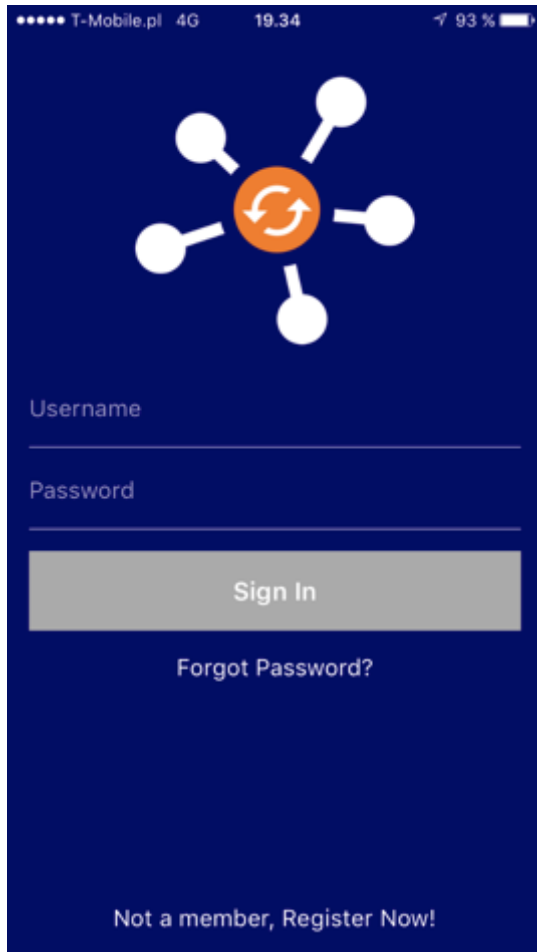 T-Mobile.pl 4G 19.34 93 %
Username
Password
Sign In
Forgot Password?
Not a member, Register Now!